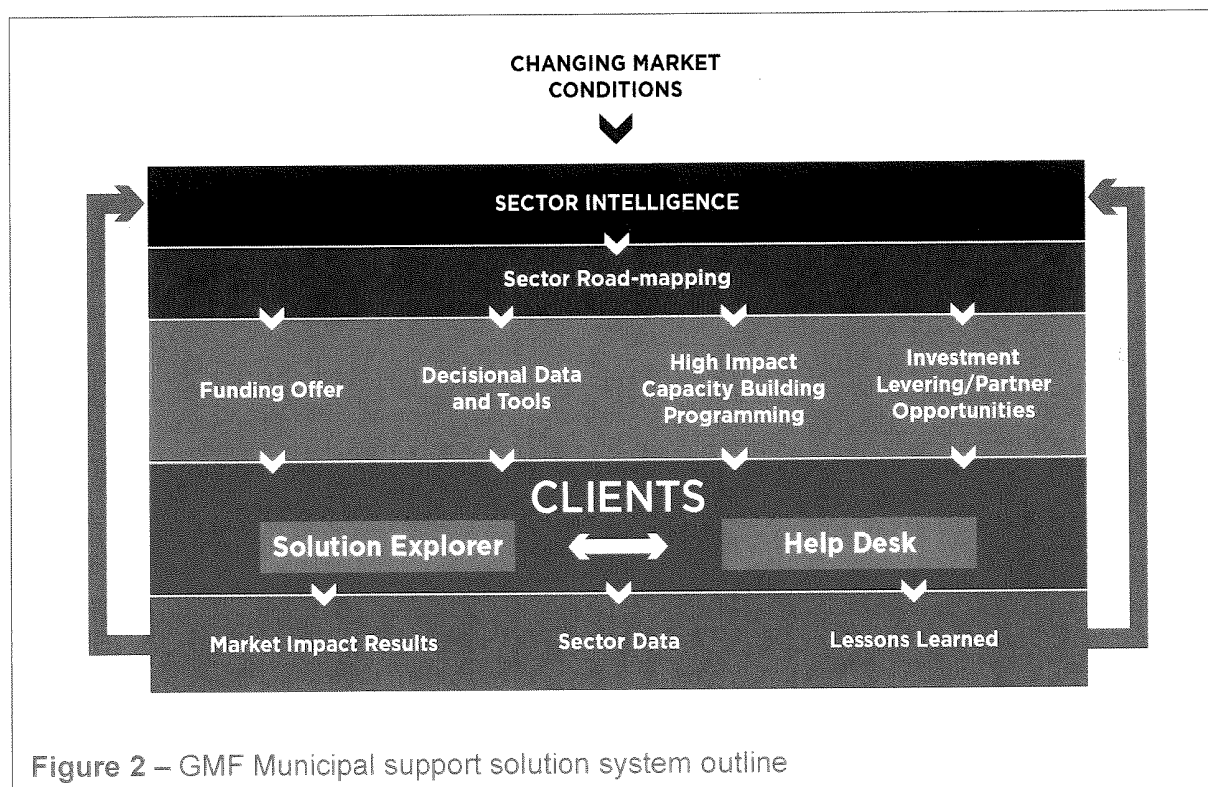 CHANGING MARKET
CONDITIONS
SECTOR INTELLIGENCE
Sector Road-mapping
Funding Offer
Decisional Data
and Tools
High Impact
Capacity Building
Programming
Investment
Levering/Partner
Opportunities
CLIENTS
Solution Explorer
Help Desk
Market Impact Results
Sector Data
Lessons Learned
Figure 2 – GMF Municipal support solution system outline